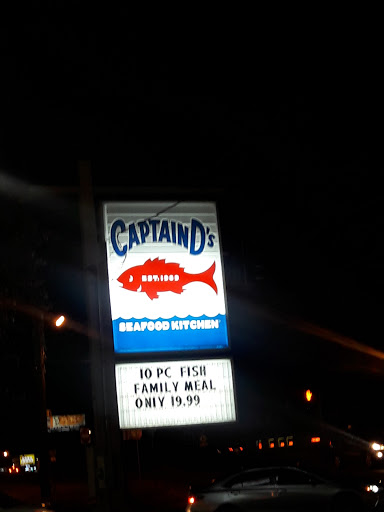 CAPTAIN D's
EST. 1969
SEAFOOD KITCHEN
10 PC FISH
FAMILY MEAL
ONLY 19.99